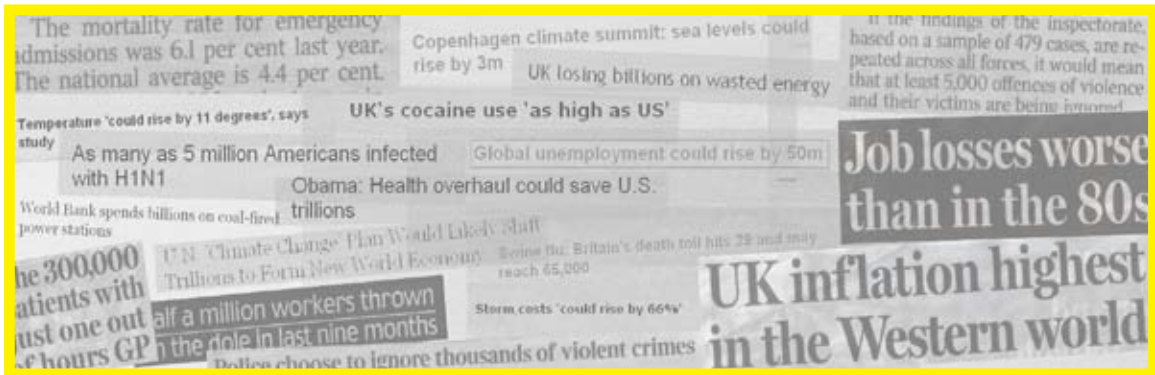 The mortality rate for emergency
admissions was 6.1 per cent last year.
The national average is 4.4 per cent.
Copenhagen climate summit: sea levels could
rise by 3m
UK losing billions on wasted energy
If the findings of the inspectorate,
based on a sample of 479 cases, are re-
peated across all forces, it would mean
that at least 5,000 offences of violence
and their victims are being ignored
Temperature 'could rise by 11 degrees', says
study
UK's cocaine use 'as high as US'
As many as 5 million Americans infected
with H1N1
Global unemployment could rise by 50m
Job losses worse
than in the 80s
Obama: Health overhaul could save U.S.
trillions
World Bank spends billions on coal-fired
power stations
U.N. 'Climate Change' Plan Would Likely Shift
Trillions to Form New World Economy
Swine flu: Britain's death toll hits 29 and may
reach 65,000
he 300,000
atients with
ust one out
f hours GP
alf a million workers thrown
n the dole in last nine months
Storm costs 'could rise by 66%'
UK inflation highest
in the Western world
Police choose to ignore thousands of violent crimes